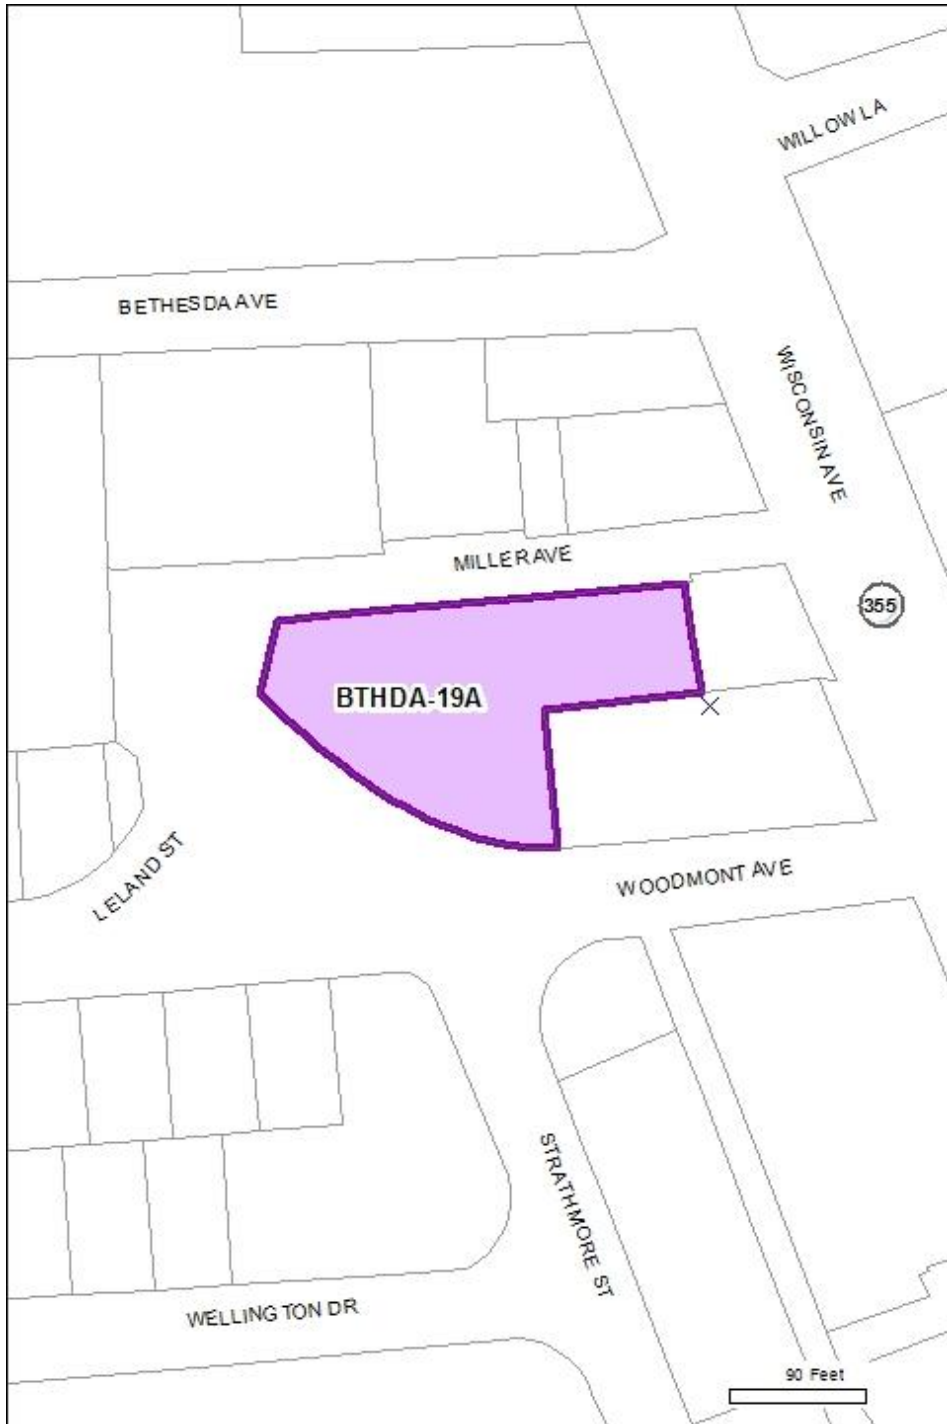 WILLOW LA
BETHESDA AVE
WISCONSIN AVE
MILLER AVE
355
BTHDA-19A
LELAND ST
WOODMONT AVE
STRATHMORE ST
WELLINGTON DR
90 Feet